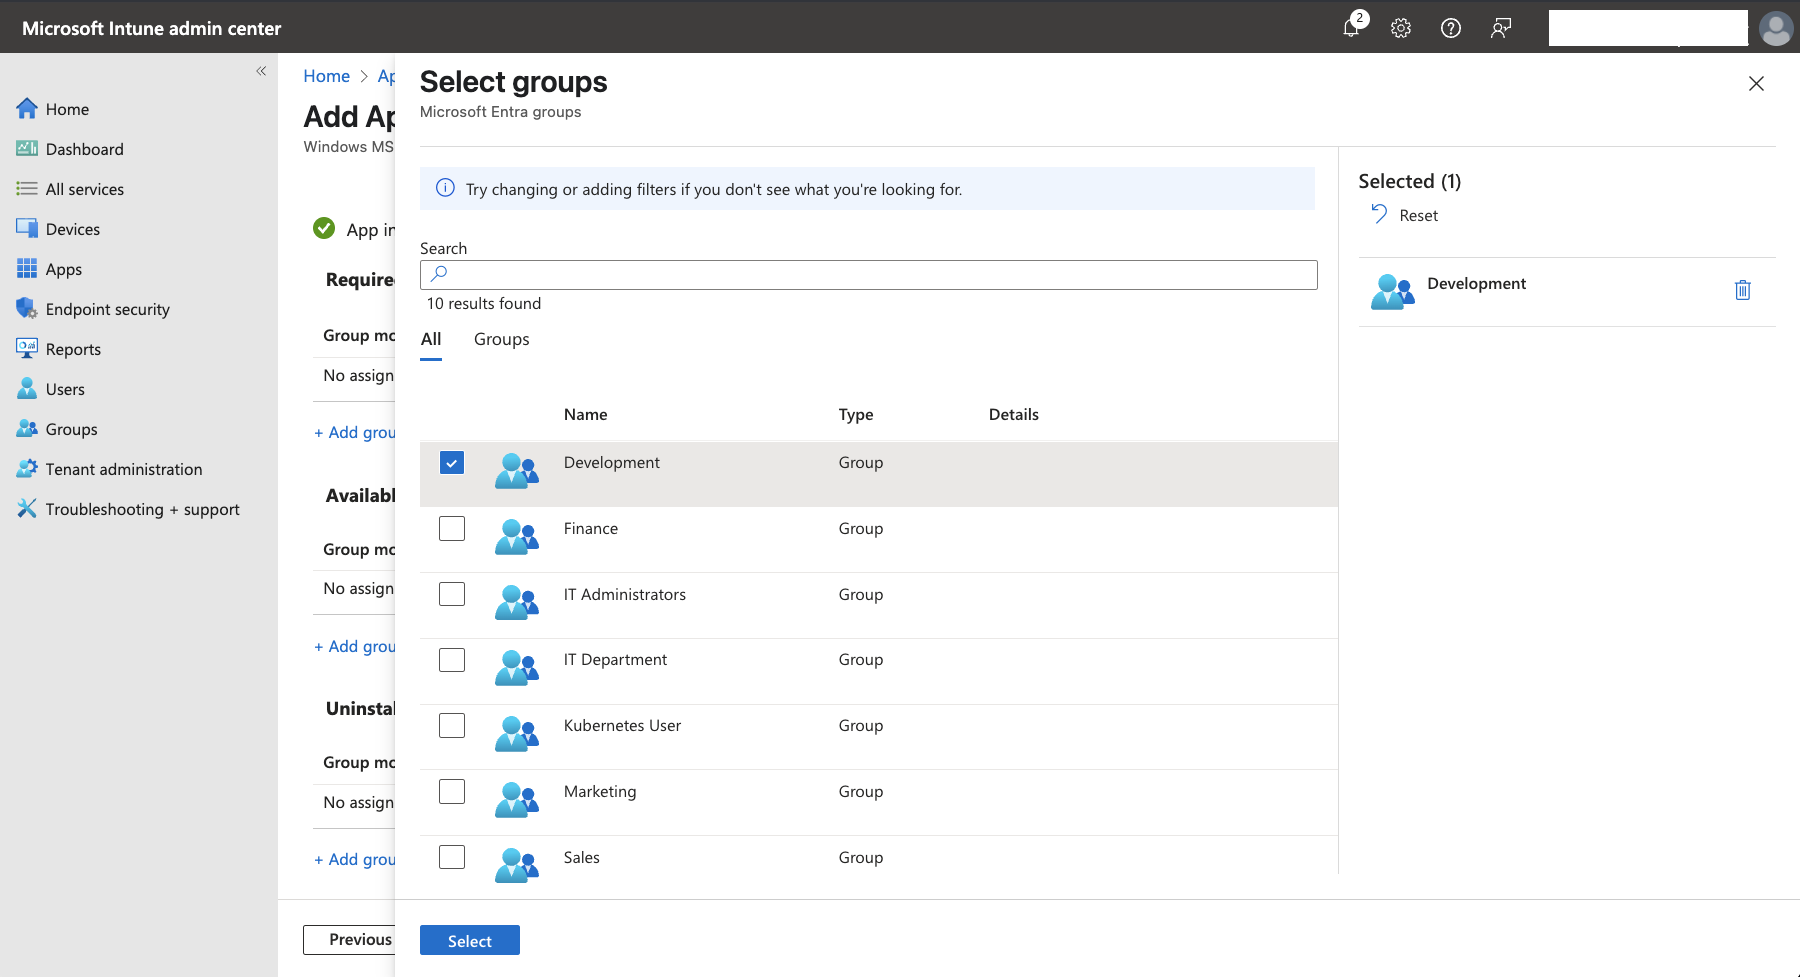 Microsoft Intune admin center
2
Home
Dashboard
All services
Devices
Apps
Endpoint security
Reports
Users
Groups
Tenant administration
Troubleshooting + support
Home > Ap
Add Ap
Windows MS
App in
Require
Group mo
No assign
+ Add grou
Availabl
Group mo
No assign
+ Add grou
Uninstal
Group mo
No assign
+ Add grou
Previous
Select groups
Microsoft Entra groups
Try changing or adding filters if you don't see what you're looking for.
Search
10 results found
All Groups
Name Type Details
Development Group
Finance Group
IT Administrators Group
IT Department Group
Kubernetes User Group
Marketing Group
Sales Group
Select
Selected (1)
Reset
Development